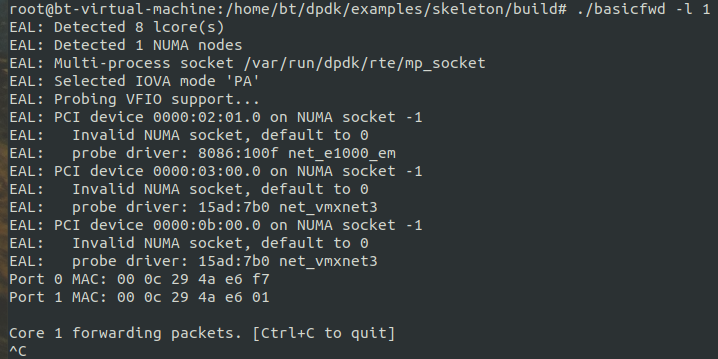 root@bt-virtual-machine:/home/bt/dpdk/examples/skeleton/build# ./basicfwd -l 1
EAL: Detected 8 lcore(s)
EAL: Detected 1 NUMA nodes
EAL: Multi-process socket /var/run/dpdk/rte/mp_socket
EAL: Selected IOVA mode 'PA'
EAL: Probing VFIO support...
EAL: PCI device 0000:02:01.0 on NUMA socket -1
EAL:   Invalid NUMA socket, default to 0
EAL:   probe driver: 8086:100f net_e1000_em
EAL: PCI device 0000:03:00.0 on NUMA socket -1
EAL:   Invalid NUMA socket, default to 0
EAL:   probe driver: 15ad:7b0 net_vmxnet3
EAL: PCI device 0000:0b:00.0 on NUMA socket -1
EAL:   Invalid NUMA socket, default to 0
EAL:   probe driver: 15ad:7b0 net_vmxnet3
Port 0 MAC: 00 0c 29 4a e6 f7
Port 1 MAC: 00 0c 29 4a e6 01
Core 1 forwarding packets. [Ctrl+C to quit]
^C